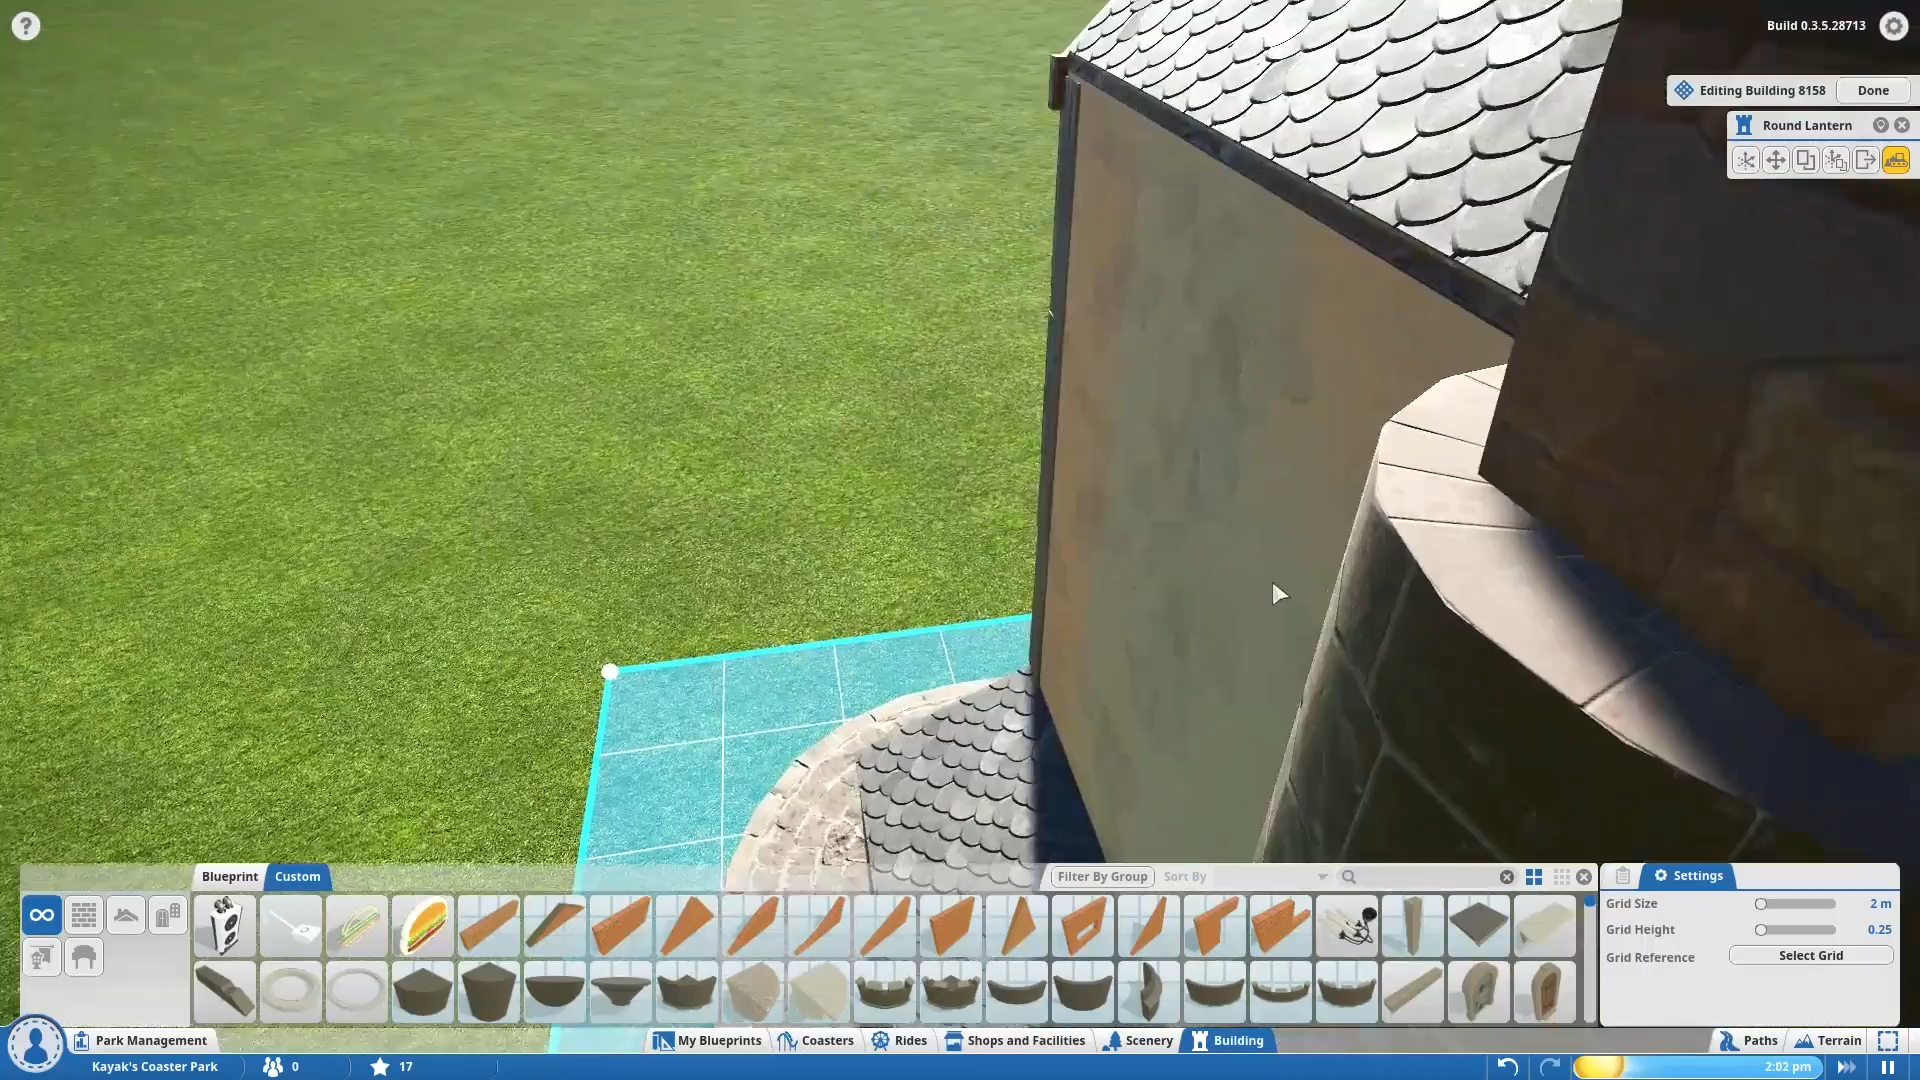 ?
Build 0.3.5.28713
Editing Building 8158
Done
Round Lantern
Blueprint
Custom
Filter By Group
Sort By
Settings
Grid Size
2 m
Grid Height
0.25
Grid Reference
Select Grid
Park Management
My Blueprints
Coasters
Rides
Shops and Facilities
Scenery
Building
Paths
Terrain
Kayak's Coaster Park
0
17
2:02 pm